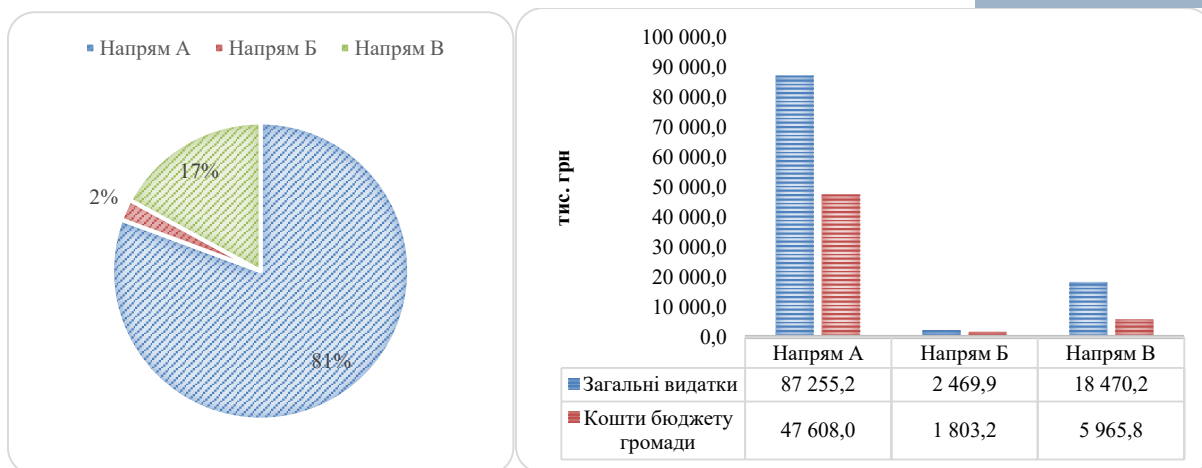 Напрям А Напрям Б Напрям В
17%
2%
81%
100 000,0
90 000,0
80 000,0
70 000,0
60 000,0
50 000,0
40 000,0
30 000,0
20 000,0
10 000,0
0,0
тис. грн
Напрям А Напрям Б Напрям В
Загальні видатки 87 255,2 2 469,9 18 470,2
Кошти бюджету
громади 47 608,0 1 803,2 5 965,8